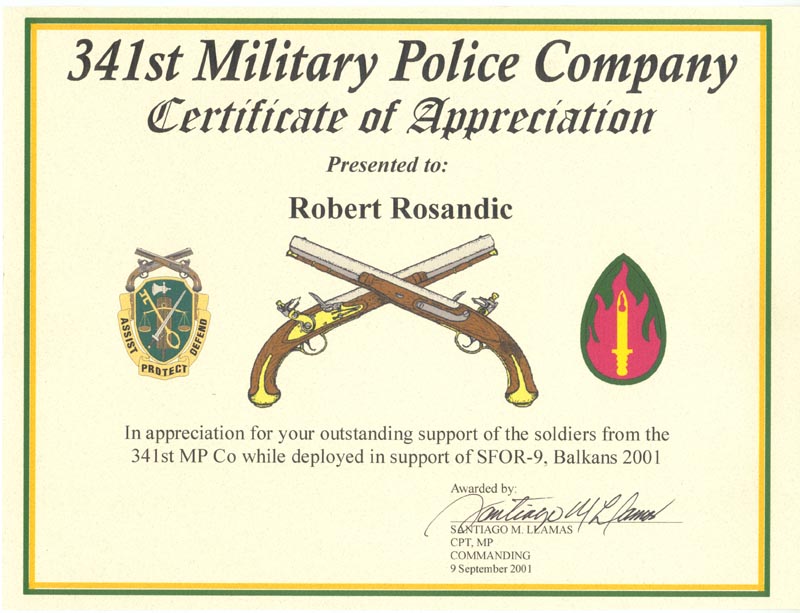 341st Military Police Company
Certificate of Appreciation
Presented to:
Robert Rosandic
ASSIST
PROTECT
DEFEND
In appreciation for your outstanding support of the soldiers from the
341st MP Co while deployed in support of SFOR-9, Balkans 2001
Awarded by:
Santiago M Llamas
SANTIAGO M. LLAMAS
CPT, MP
COMMANDING
9 September 2001